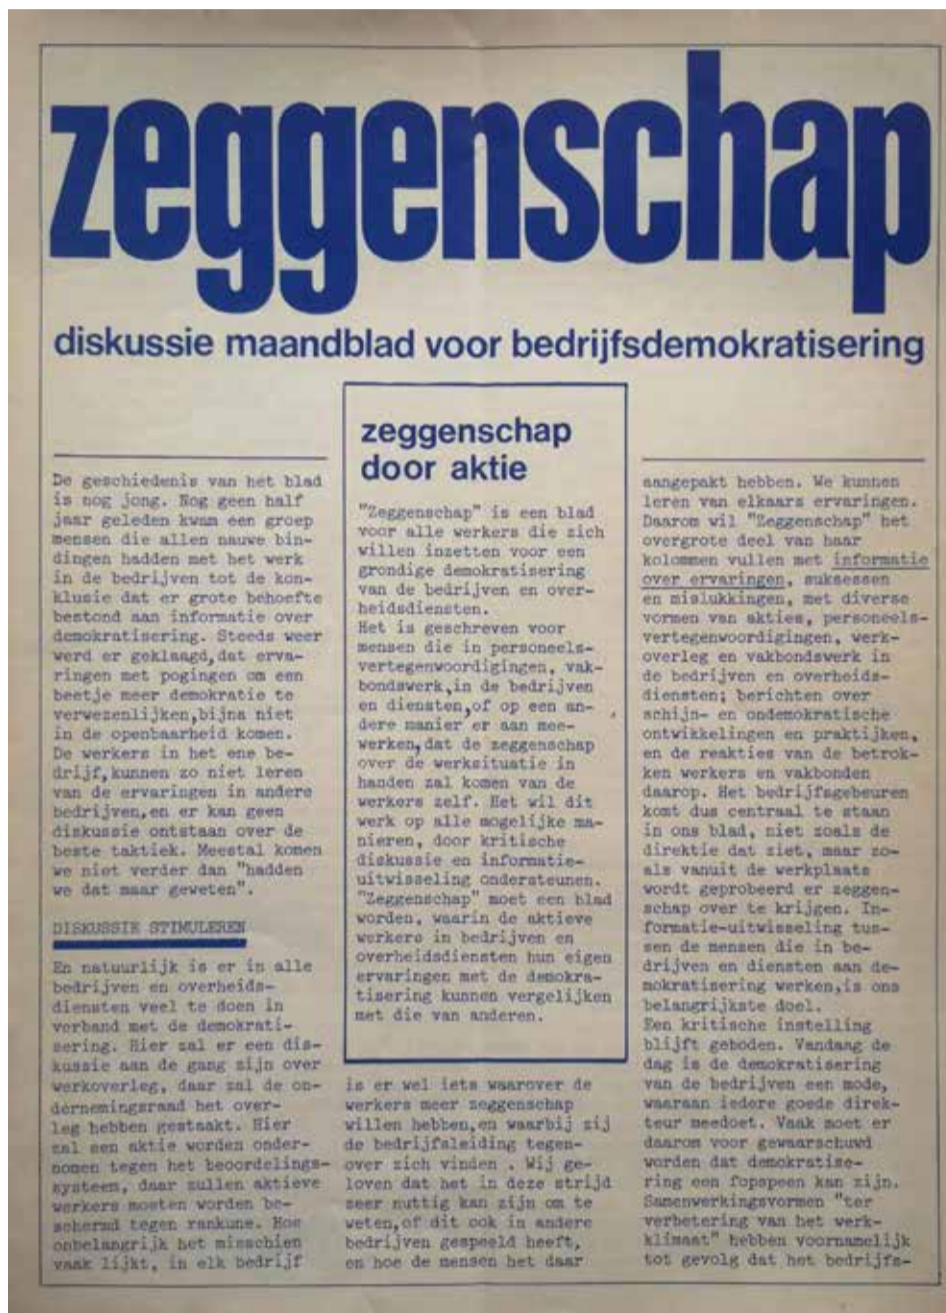 zeggenschap
diskussie maandblad voor bedrijfsdemokratisering
De geschiedenis van het blad
is nog jong. Nog geen half
jaar geleden kwam een groep
mensen die allen nauwe bin-
dingen hadden met het werk
in de bedrijven tot de kon-
klusie dat er grote behoefte
bestond aan informatie over
demokratisering. Steeds weer
werd er geklaagd,dat erva-
ringen met pogingen om een
beetje meer demokratie te
verwezenlijken,bijna niet
in de openbaarheid komen.
De werkers in het ene be-
drijf,kunnen zo niet leren
van de ervaringen in andere
bedrijven,en er kan geen
diskussie ontstaan over de
beste taktiek. Meestal komen
we niet verder dan "hadden
we dat maar geweten".
DISKUSSIE STIMULEREN
En natuurlijk is er in alle
bedrijven en overheids-
diensten veel te doen in
verband met de demokrati-
sering. Hier zal er een dis-
kussie aan de gang zijn over
werkoverleg, daar zal de on-
dernemingsraad het over-
leg hebben gestaakt. Hier
zal een aktie worden onder-
nomen tegen het beoordelings-
systeem, daar zullen aktieve
werkers moeten worden be-
schermd tegen rankune. Hoe
onbelangrijk het misschien
vaak lijkt, in elk bedrijf
zeggenschap
door aktie
"Zeggenschap" is een blad
voor alle werkers die zich
willen inzetten voor een
grondige demokratisering
van de bedrijven en over-
heidsdiensten.
Het is geschreven voor
mensen die in personeels-
vertegenwoordigingen, vak-
bondswerk,in de bedrijven
en diensten,of op een an-
dere manier er aan mee-
werken,dat de zeggenschap
over de werksituatie in
handen zal komen van de
werkers zelf. Het wil dit
werk op alle mogelijke ma-
nieren, door kritische
diskussie en informatie-
uitwisseling ondersteunen.
"Zeggenschap" moet een blad
worden, waarin de aktieve
werkers in bedrijven en
overheidsdiensten hun eigen
ervaringen met de demokra-
tisering kunnen vergelijken
met die van anderen.
is er wel iets waarover de
werkers meer zeggenschap
willen hebben,en waarbij zij
de bedrijfsleiding tegen-
over zich vinden . Wij ge-
loven dat het in deze strijd
zeer nuttig kan zijn om te
weten,of dit ook in andere
bedrijven gespeeld heeft,
en hoe de mensen het daar
aangepakt hebben. We kunnen
leren van elkaars ervaringen.
Daarom wil "Zeggenschap" het
overgrote deel van haar
kolommen vullen met informatie
over ervaringen, suksessen
en mislukkingen, met diverse
vormen van akties, personeels-
vertegenwoordigingen, werk-
overleg en vakbondswerk in
de bedrijven en overheids-
diensten; berichten over
schijn- en ondemokratische
ontwikkelingen en praktijken,
en de reakties van de betrok-
ken werkers en vakbonden
daarop. Het bedrijfsgebeuren
komt dus centraal te staan
in ons blad, niet zoals de
direktie dat ziet, maar zo-
als vanuit de werkplaats
wordt geprobeerd er zeggen-
schap over te krijgen. In-
formatie-uitwisseling tus-
sen de mensen die in be-
drijven en diensten aan de-
mokratisering werken,is ons
belangrijkste doel.
Een kritische instelling
blijft geboden. Vandaag de
dag is de demokratisering
van de bedrijven een mode,
waaraan iedere goede direk-
teur meedoet. Vaak moet er
daarom voor gewaarschuwd
worden dat demokratise-
ring een fopspeen kan zijn.
Samenwerkingsvormen "ter
verbetering van het werk-
klimaat" hebben voornamelijk
tot gevolg dat het bedrijfs-